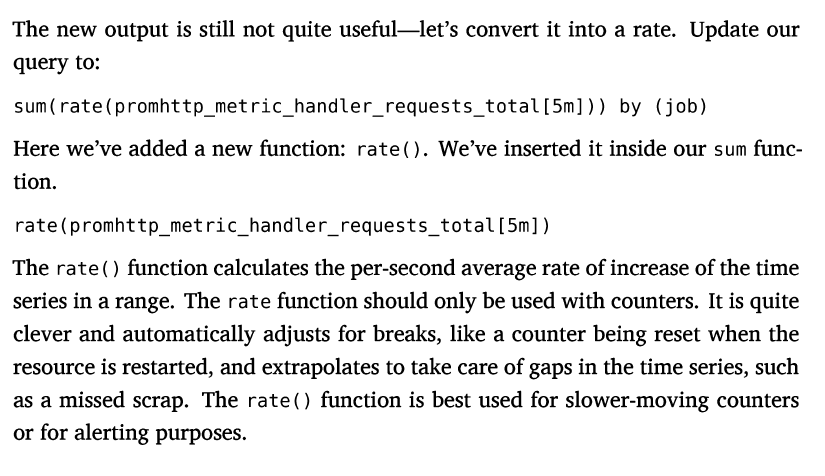 The new output is still not quite useful—let’s convert it into a rate. Update our
query to:
sum(rate(promhttp_metric_handler_requests_total[5m])) by (job)
Here we’ve added a new function: rate(). We’ve inserted it inside our sum func-
tion.
rate(promhttp_metric_handler_requests_total[5m])
The rate() function calculates the per-second average rate of increase of the time
series in a range. The rate function should only be used with counters. It is quite
clever and automatically adjusts for breaks, like a counter being reset when the
resource is restarted, and extrapolates to take care of gaps in the time series, such
as a missed scrap. The rate() function is best used for slower-moving counters
or for alerting purposes.